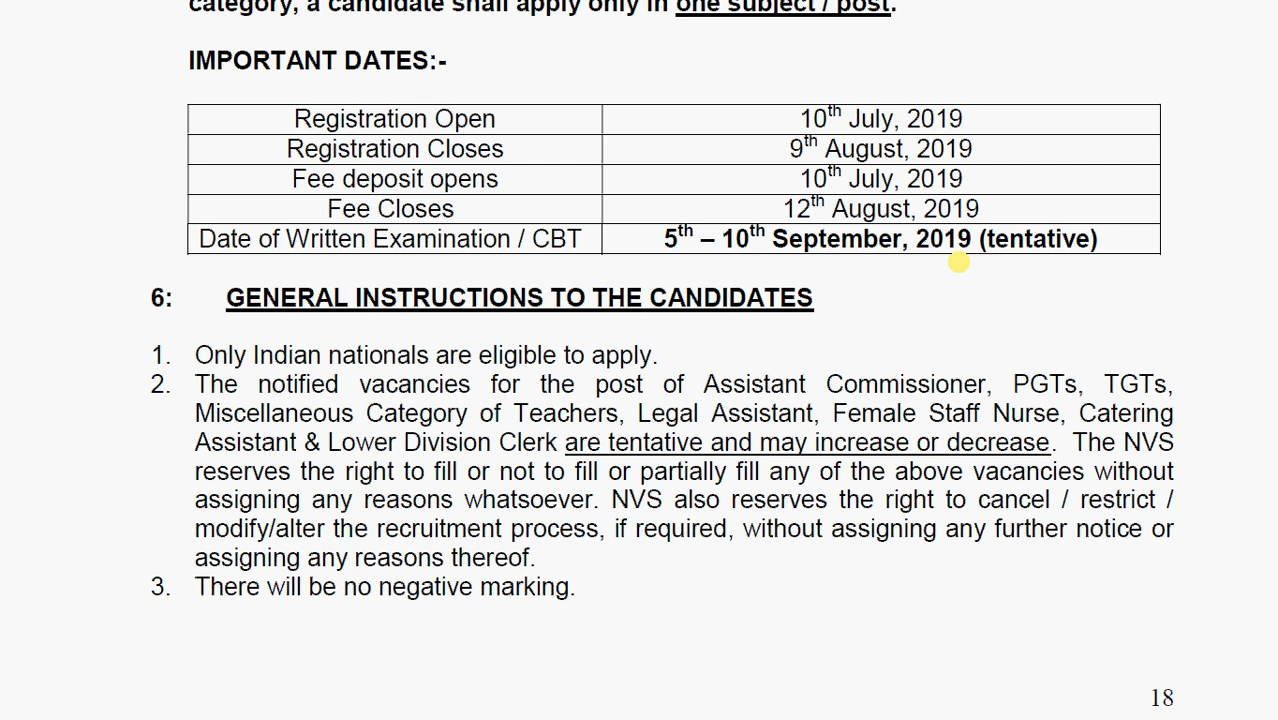 category, a candidate shall apply only in one subject / post.
IMPORTANT DATES:-
Registration Open 10th July, 2019
Registration Closes 9th August, 2019
Fee deposit opens 10th July, 2019
Fee Closes 12th August, 2019
Date of Written Examination / CBT 5th – 10th September, 2019 (tentative)
6: GENERAL INSTRUCTIONS TO THE CANDIDATES
1. Only Indian nationals are eligible to apply.
2. The notified vacancies for the post of Assistant Commissioner, PGTs, TGTs,
Miscellaneous Category of Teachers, Legal Assistant, Female Staff Nurse, Catering
Assistant & Lower Division Clerk are tentative and may increase or decrease. The NVS
reserves the right to fill or not to fill or partially fill any of the above vacancies without
assigning any reasons whatsoever. NVS also reserves the right to cancel / restrict /
modify/alter the recruitment process, if required, without assigning any further notice or
assigning any reasons thereof.
3. There will be no negative marking.
18